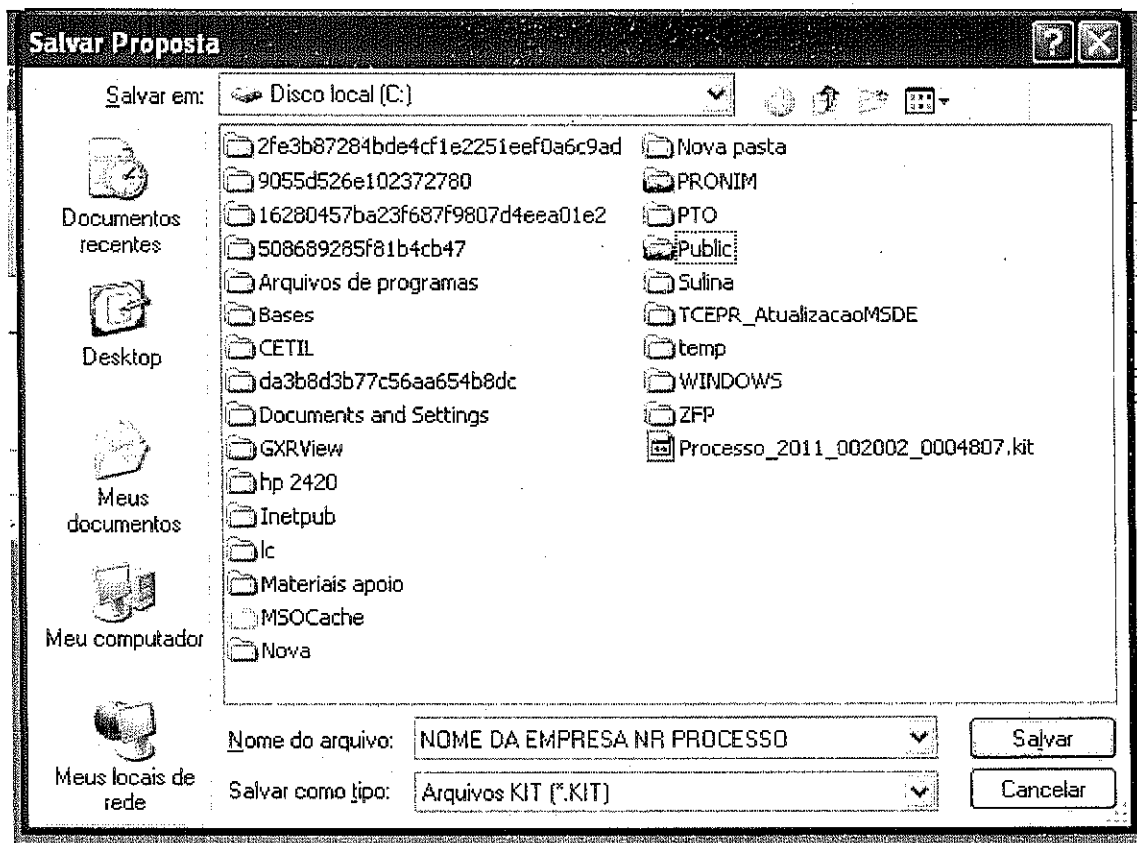 Salvar Proposta
Salvar em:
Disco local (C:)
Documentos
recentes
Desktop
Meus
documentos
Meu computador
Meus locais de
rede
2fe3b87284bde4cf1e2251eef0a6c9ad
9055d526e102372780
16280457ba23f687f9807d4eea01e2
508689285f81b4cb47
Arquivos de programas
Bases
CETIL
da3b8d3b77c56aa654b8dc
Documents and Settings
GXRView
hp 2420
Inetpub
lc
Materiais apoio
MSOCache
Nova
Nova pasta
PRONIM
PTO
Public
Sulina
TCEPR_AtualizacaoMSDE
temp
WINDOWS
ZFP
Processo_2011_002002_0004807.kit
Nome do arquivo:
NOME DA EMPRESA NR PROCESSO
Salvar
Salvar como tipo:
Arquivos KIT (*.KIT)
Cancelar